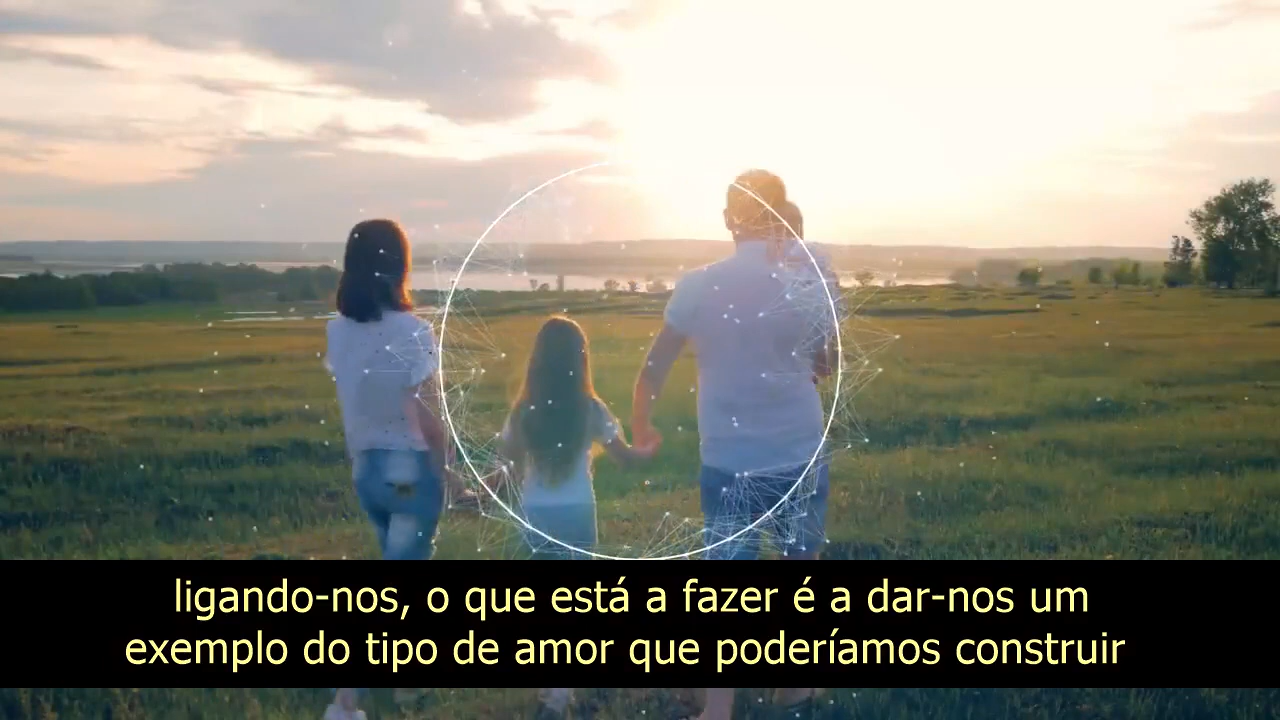 ligando-nos, o que está a fazer é a dar-nos um
exemplo do tipo de amor que poderíamos construir